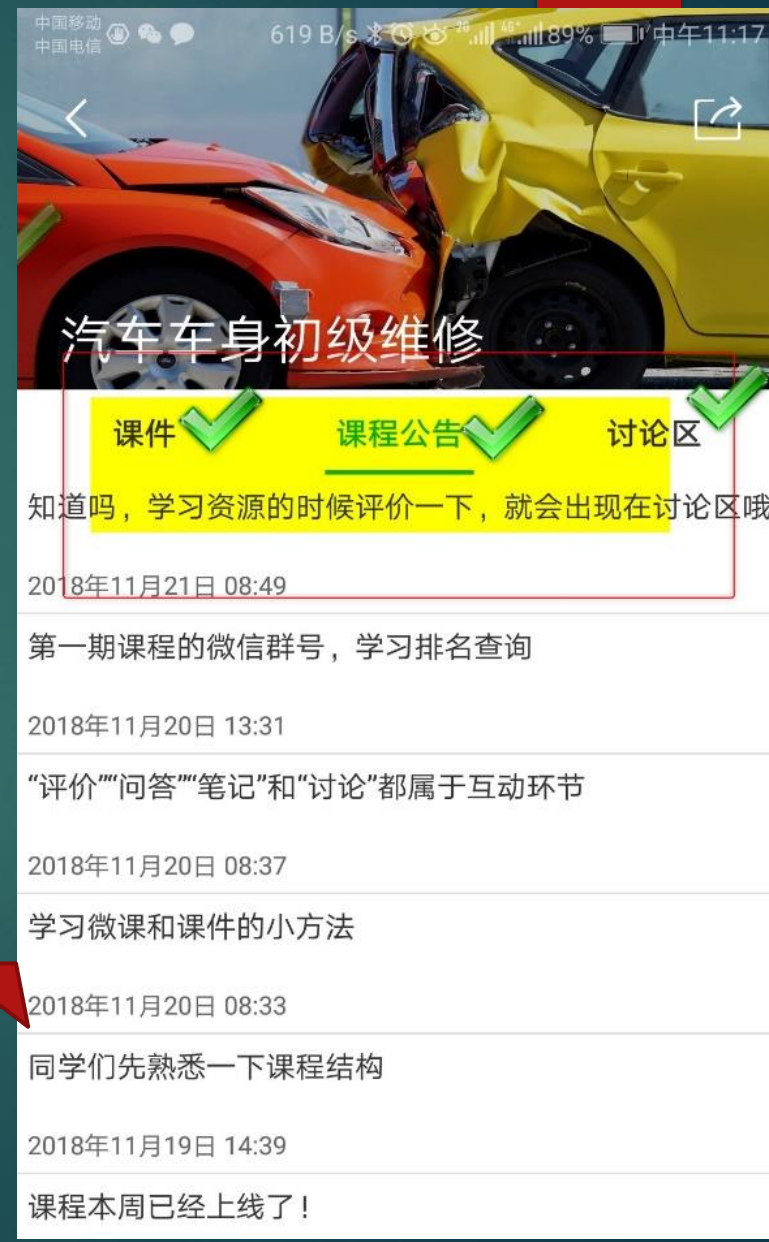 中国移动
中国电信
619 B/s 2G 4G 89% 中午11:17
汽车车身初级维修
课件 课程公告 讨论区
知道吗，学习资源的时候评价一下，就会出现在讨论区哦
2018年11月21日 08:49
第一期课程的微信群号，学习排名查询
2018年11月20日 13:31
“评价”“问答”“笔记”和“讨论”都属于互动环节
2018年11月20日 08:37
学习微课和课件的小方法
2018年11月20日 08:33
同学们先熟悉一下课程结构
2018年11月19日 14:39
课程本周已经上线了！